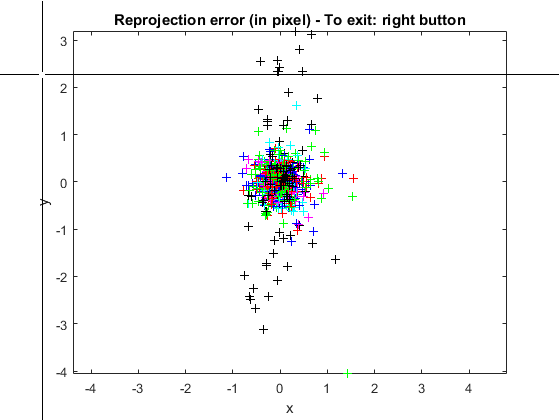 Reprojection error (in pixel) - To exit: right button
3
2
1
0
-1
-2
-3
-4
y
-4 -3 -2 -1 0 1 2 3 4
x